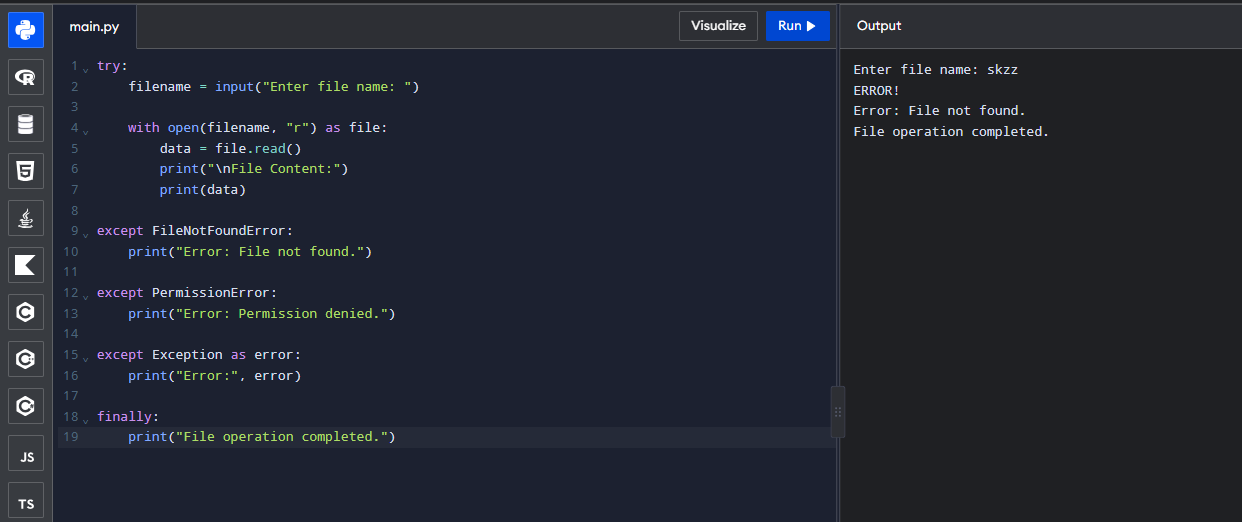 main.py
Visualize
Run
Output
1 try:
2     filename = input("Enter file name: ")
3
4     with open(filename, "r") as file:
5         data = file.read()
6         print("\nFile Content:")
7         print(data)
8
9 except FileNotFoundError:
10     print("Error: File not found.")
11
12 except PermissionError:
13     print("Error: Permission denied.")
14
15 except Exception as error:
16     print("Error:", error)
17
18 finally:
19     print("File operation completed.")
Enter file name: skzz
ERROR!
Error: File not found.
File operation completed.
R
5
C
C+
C
JS
TS